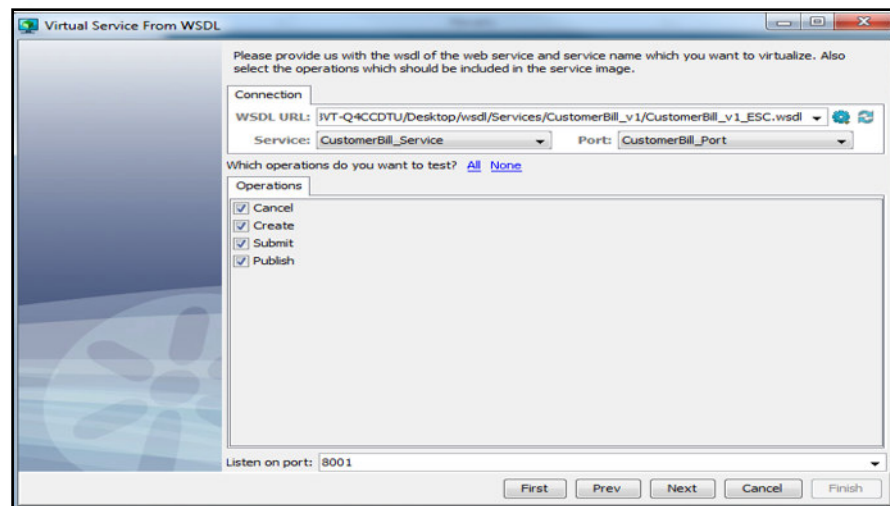 Virtual Service From WSDL
Please provide us with the wsdl of the web service and service name which you want to virtualize. Also
select the operations which should be included in the service image.
Connection
WSDL URL: IVT-Q4CCDTU/Desktop/wsdl/Services/CustomerBill_v1/CustomerBill_v1_ESC.wsdl
Service: CustomerBill_Service Port: CustomerBill_Port
Which operations do you want to test? All None
Operations
Cancel
Create
Submit
Publish
Listen on port: 8001
First Prev Next Cancel Finish